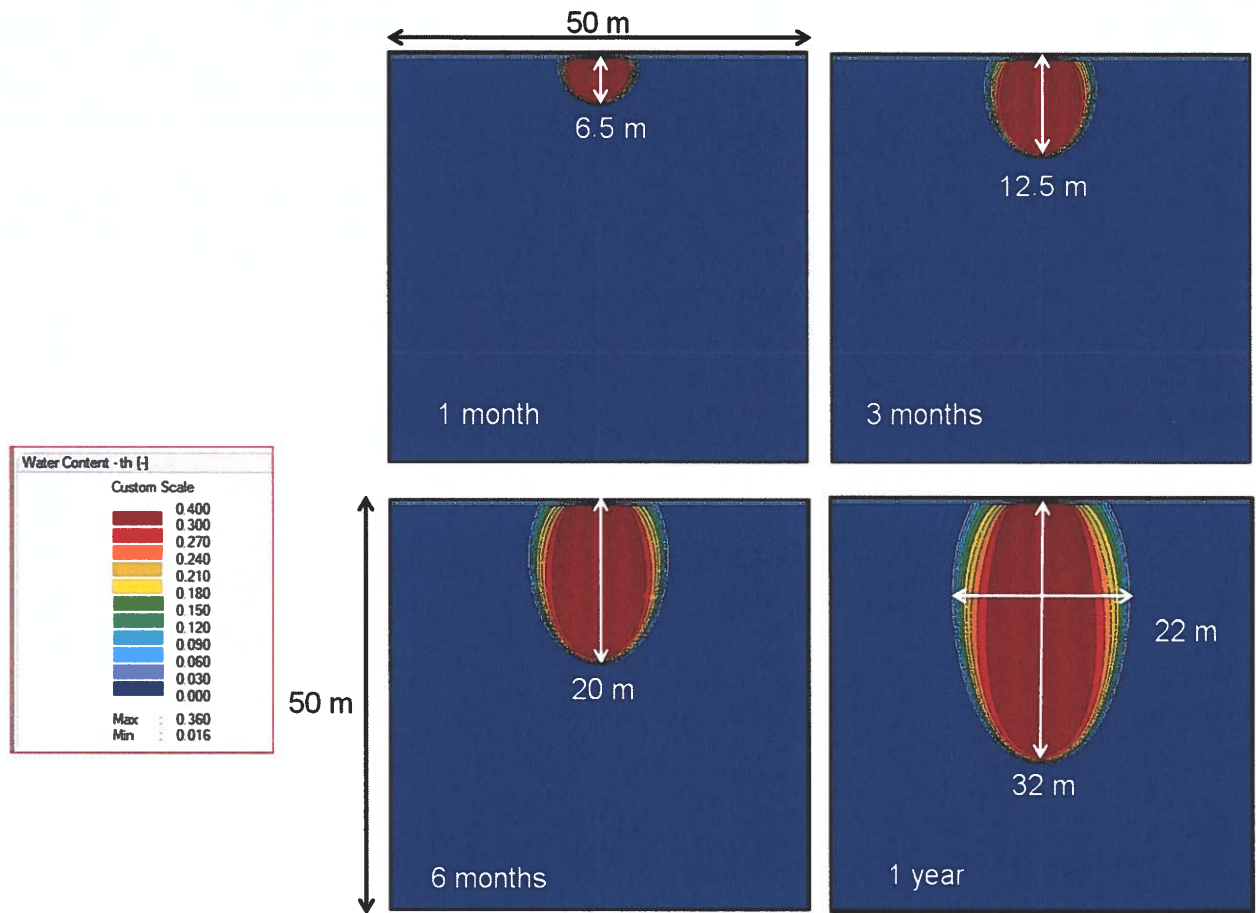 50 m
6.5 m
1 month
12.5 m
3 months
Water Content - th [-]
Custom Scale
0.400
0.300
0.270
0.240
0.210
0.180
0.150
0.120
0.090
0.060
0.030
0.000
Max : 0.360
Min : 0.016
50 m
20 m
6 months
22 m
32 m
1 year